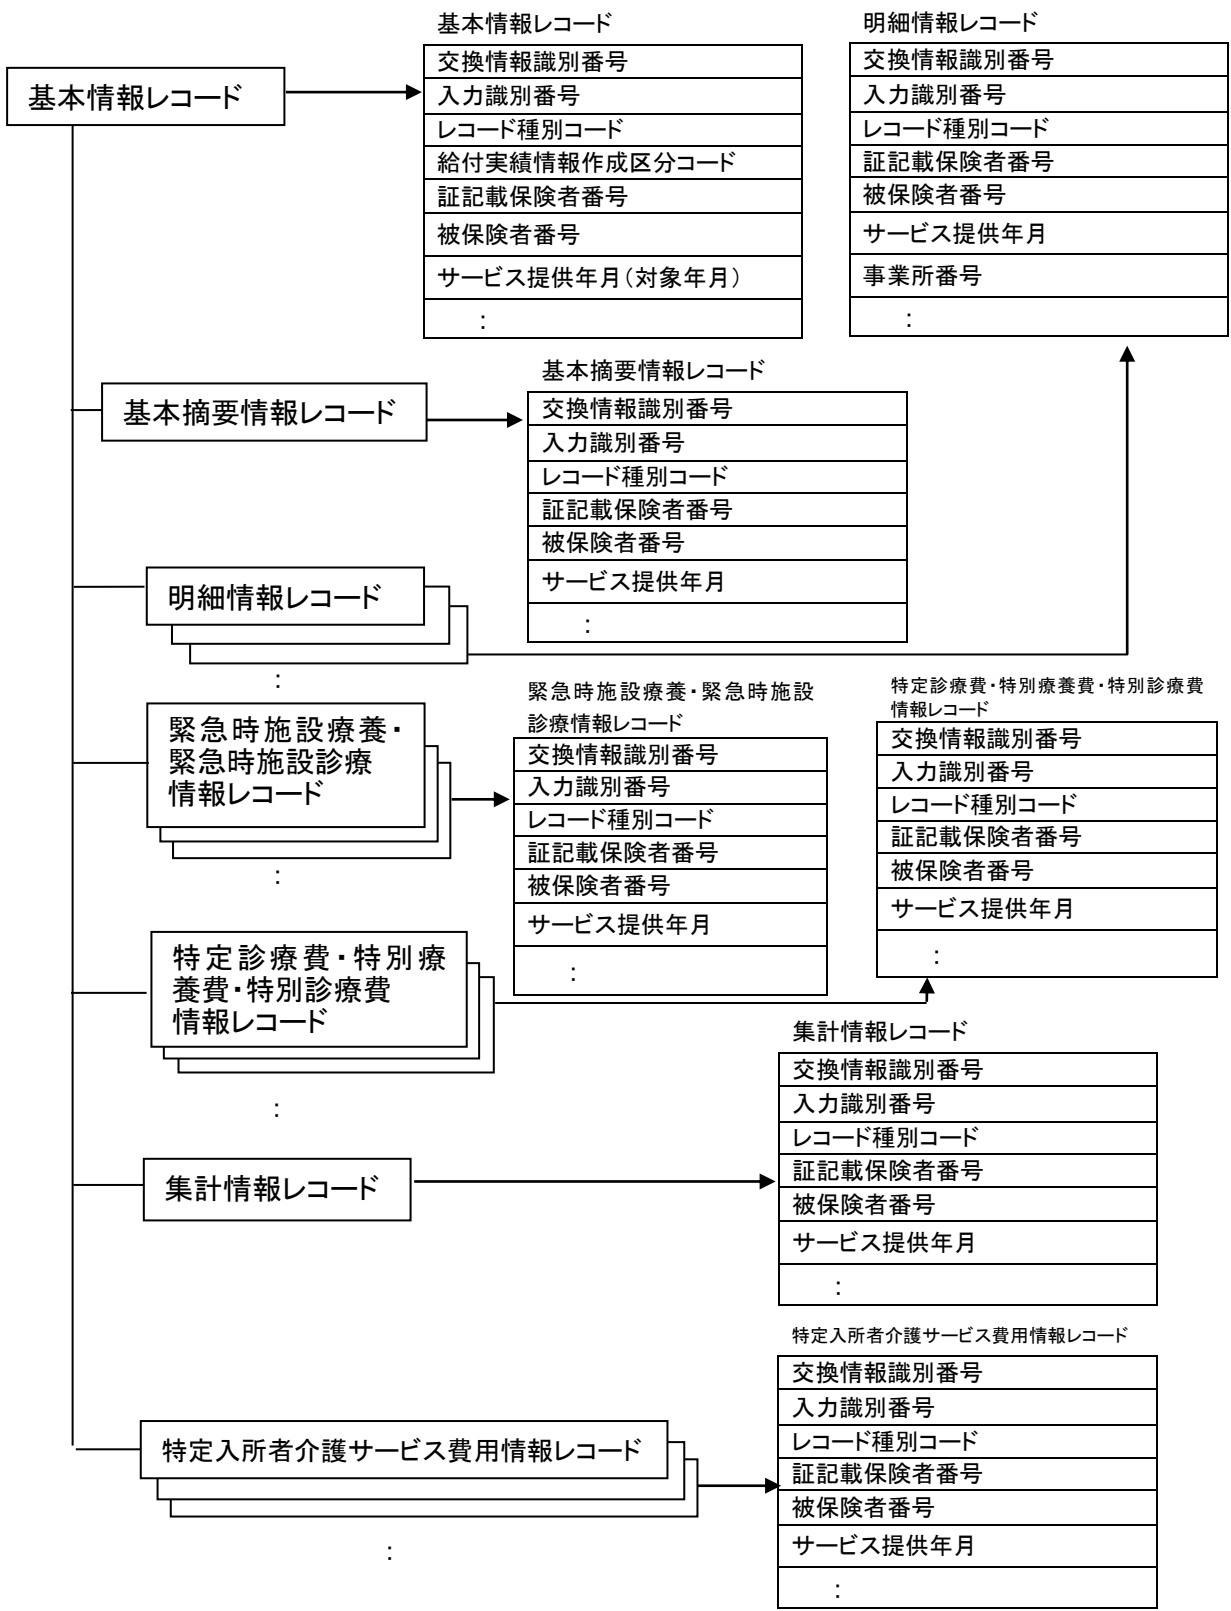 基本情報レコード
基本情報レコード
交換情報識別番号
入力識別番号
レコード種別コード
給付実績情報作成区分コード
証記載保険者番号
被保険者番号
サービス提供年月(対象年月)
:
明細情報レコード
交換情報識別番号
入力識別番号
レコード種別コード
証記載保険者番号
被保険者番号
サービス提供年月
事業所番号
:
基本摘要情報レコード
基本摘要情報レコード
交換情報識別番号
入力識別番号
レコード種別コード
証記載保険者番号
被保険者番号
サービス提供年月
:
明細情報レコード
:
緊急時施設療養・
緊急時施設診療
情報レコード
:
緊急時施設療養・緊急時施設
診療情報レコード
交換情報識別番号
入力識別番号
レコード種別コード
証記載保険者番号
被保険者番号
サービス提供年月
:
特定診療費・特別療養費・特別診療費
情報レコード
交換情報識別番号
入力識別番号
レコード種別コード
証記載保険者番号
被保険者番号
サービス提供年月
:
特定診療費・特別療
養費・特別診療費
情報レコード
:
集計情報レコード
集計情報レコード
交換情報識別番号
入力識別番号
レコード種別コード
証記載保険者番号
被保険者番号
サービス提供年月
:
特定入所者介護サービス費用情報レコード
:
特定入所者介護サービス費用情報レコード
交換情報識別番号
入力識別番号
レコード種別コード
証記載保険者番号
被保険者番号
サービス提供年月
: